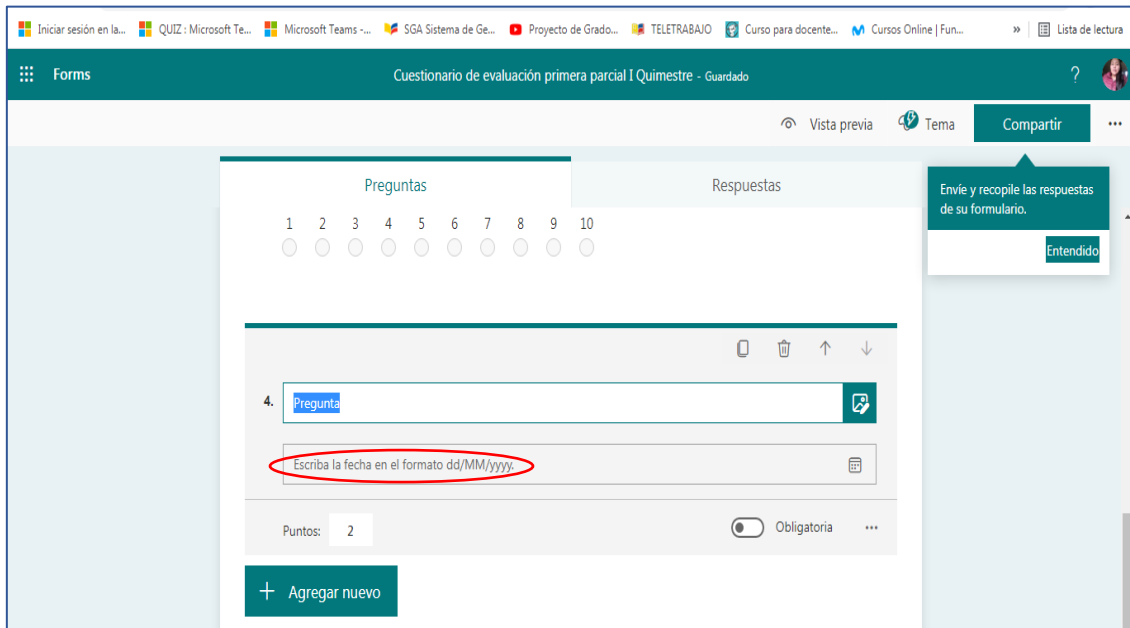 Iniciar sesión en la... QUIZ : Microsoft Te... Microsoft Teams -... SGA Sistema de Ge... Proyecto de Grado... TELETRABAJO Curso para docente... Cursos Online | Fun... » Lista de lectura
Forms Cuestionario de evaluación primera parcial I Quimestre - Guardado ?
Vista previa Tema Compartir ...
Preguntas Respuestas
Envíe y recopile las respuestas
de su formulario.
Entendido
1 2 3 4 5 6 7 8 9 10
4. Pregunta
Escriba la fecha en el formato dd/MM/yyyy.
Puntos: 2 Obligatoria ...
+ Agregar nuevo